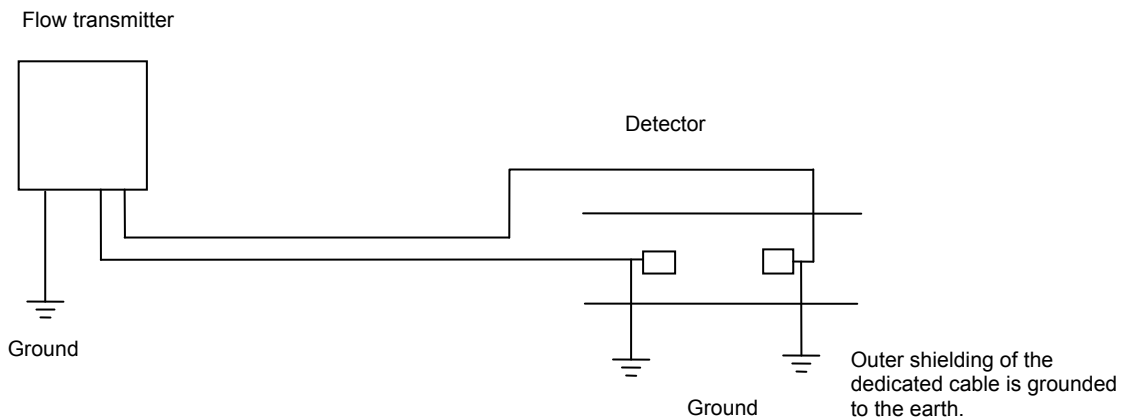 Flow transmitter
Detector
Ground
Ground
Outer shielding of the
dedicated cable is grounded
to the earth.